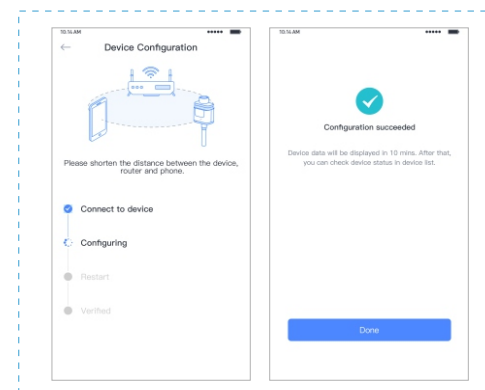 10:14 AM
Device Configuration
Please shorten the distance between the device,
router and phone.
Connect to device
Configuring
Restart
Verified
10:14 AM
Configuration succeeded
Device data will be displayed in 10 mins. After that,
you can check device status in device list.
Done